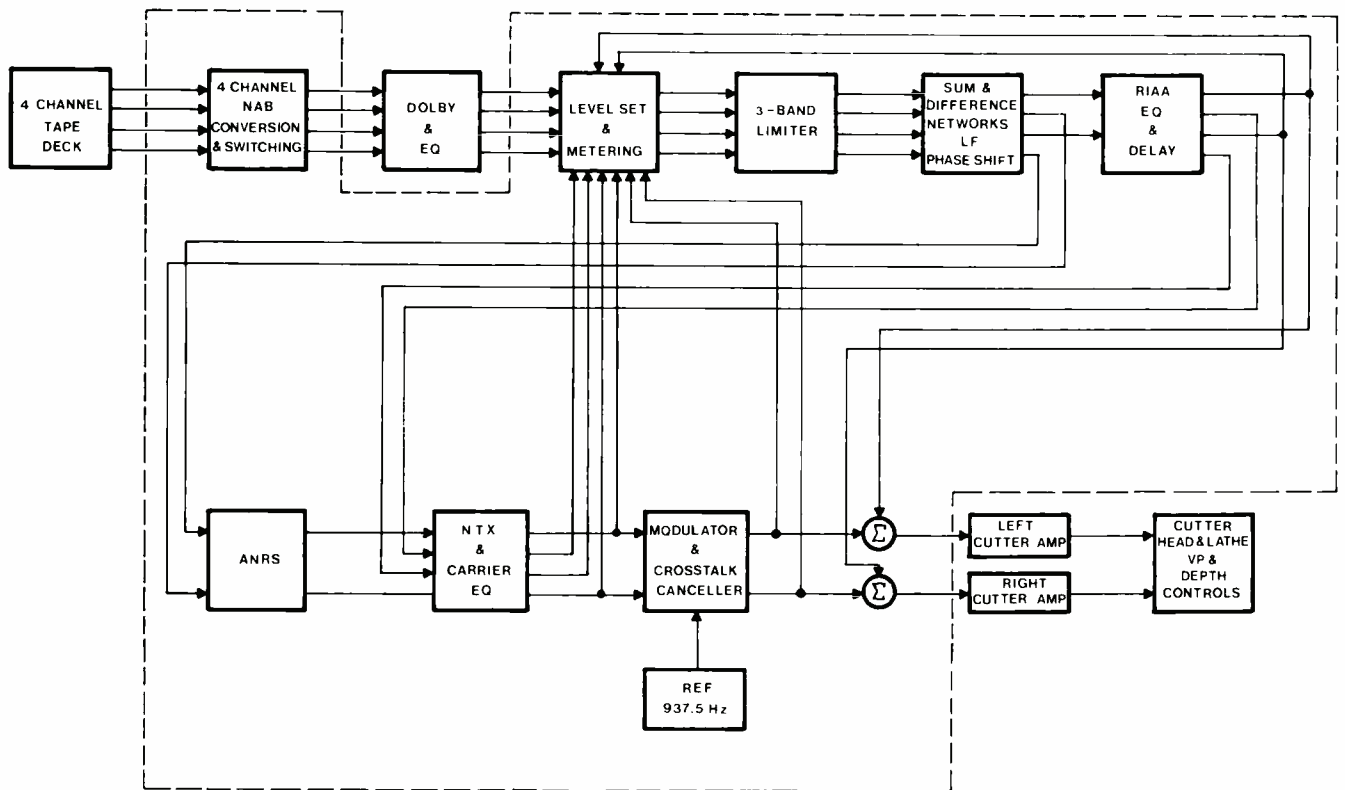 4 CHANNEL
TAPE
DECK
4 CHANNEL
NAB
CONVERSION
& SWITCHING
DOLBY
&
EQ
LEVEL SET
&
METERING
3-BAND
LIMITER
SUM &
DIFFERENCE
NETWORKS
LF
PHASE SHIFT
RIAA
EQ
&
DELAY
ANRS
NTX
&
CARRIER
EQ
MODULATOR
&
CROSSTALK
CANCELLER
Σ
Σ
LEFT
CUTTER AMP
RIGHT
CUTTER AMP
CUTTER
HEAD & LATHE
VP &
DEPTH
CONTROLS
REF
937.5 Hz